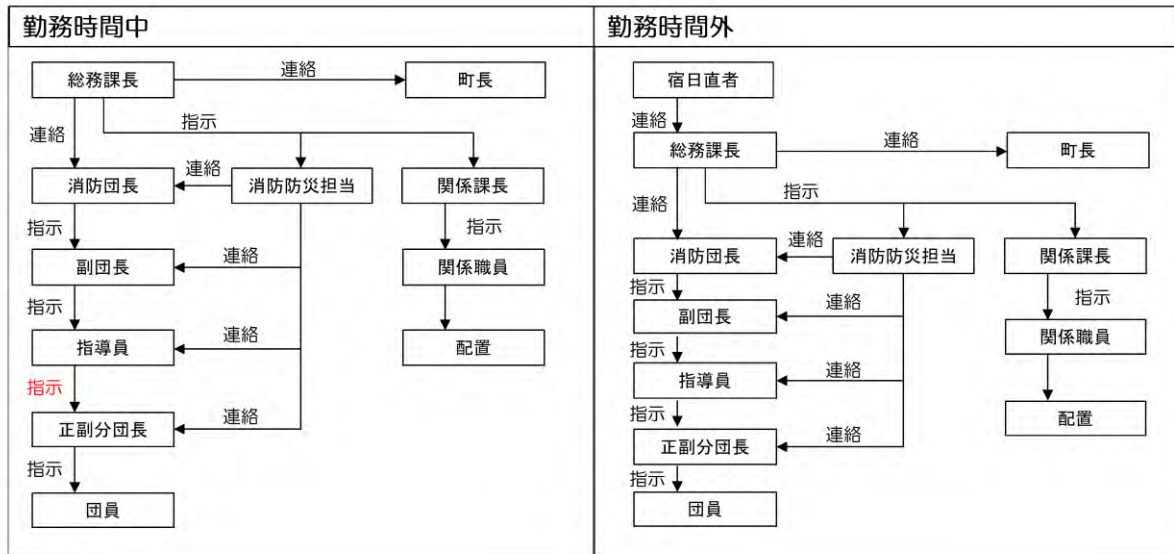 勤務時間中
総務課長
連絡
町長
連絡
指示
消防団長
連絡
消防防災担当
関係課長
指示
指示
副団長
連絡
関係職員
指示
指導員
連絡
配置
指示
正副分団長
連絡
指示
団員
勤務時間外
宿日直者
連絡
総務課長
連絡
町長
連絡
指示
消防団長
連絡
消防防災担当
関係課長
指示
指示
副団長
連絡
関係職員
指示
指導員
連絡
配置
指示
正副分団長
連絡
指示
団員